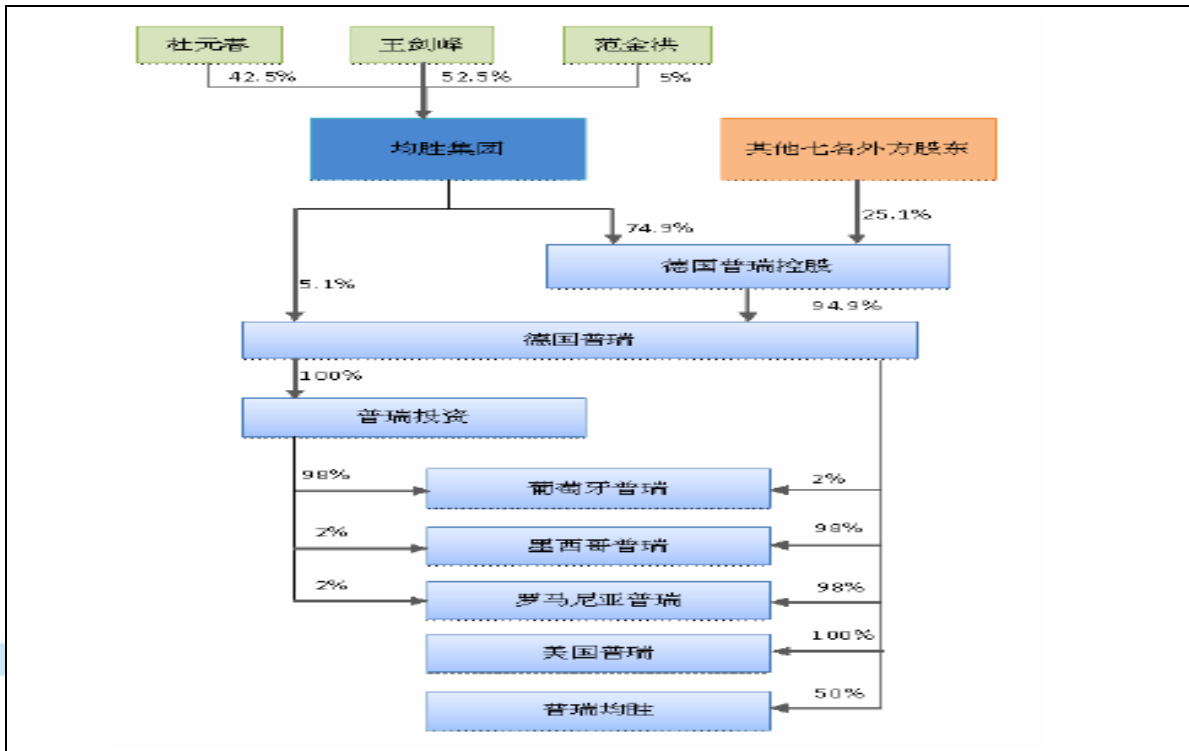 杜元春 王剑峰 范金洪
42.5% 52.5% 5%
均胜集团 其他七名外方股东
74.9% 25.1%
德国普瑞控股
5.1% 94.9%
德国普瑞
100%
普瑞投资
98% 葡萄牙普瑞 2%
2% 墨西哥普瑞 98%
2% 罗马尼亚普瑞 98%
美国普瑞 100%
普瑞均胜 50%